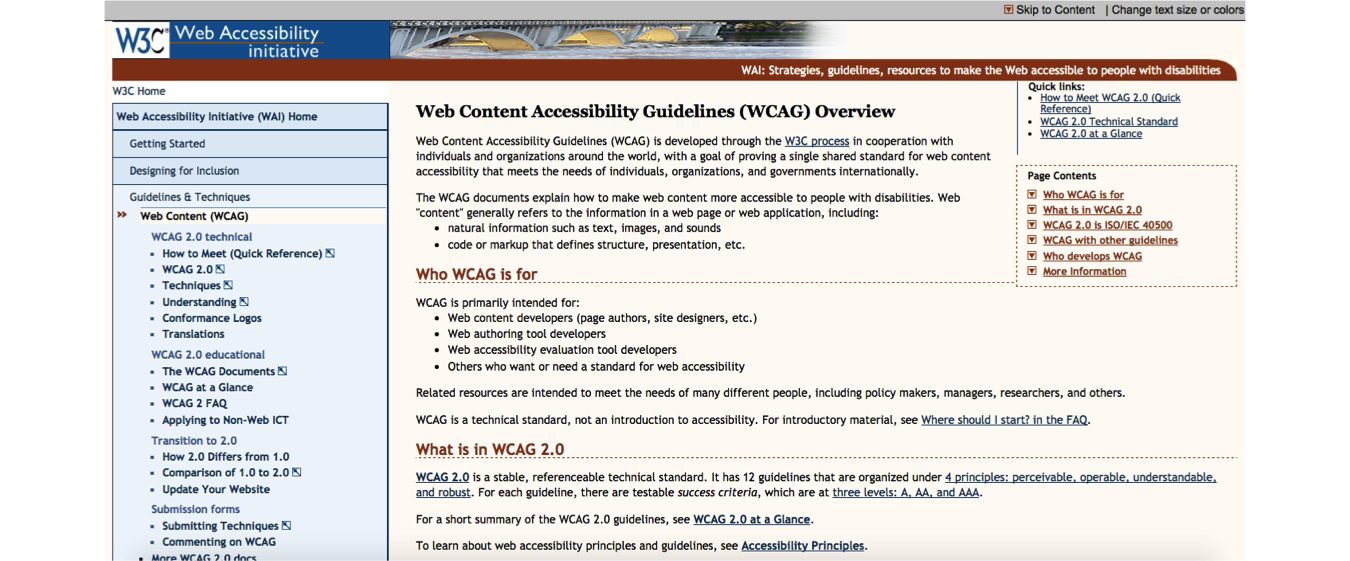 Skip to Content | Change text size or colors
W3C® Web Accessibility
initiative
WAI: Strategies, guidelines, resources to make the Web accessible to people with disabilities
W3C Home
Web Accessibility Initiative (WAI) Home
Getting Started
Designing for Inclusion
Guidelines & Techniques
Web Content (WCAG)
WCAG 2.0 technical
How to Meet (Quick Reference)
WCAG 2.0
Techniques
Understanding
Conformance Logos
Translations
WCAG 2.0 educational
The WCAG Documents
WCAG at a Glance
WCAG 2 FAQ
Applying to Non-Web ICT
Transition to 2.0
How 2.0 Differs from 1.0
Comparison of 1.0 to 2.0
Update Your Website
Submission forms
Submitting Techniques
Commenting on WCAG
More WCAG 2.0 docs
Web Content Accessibility Guidelines (WCAG) Overview
Web Content Accessibility Guidelines (WCAG) is developed through the W3C process in cooperation with
individuals and organizations around the world, with a goal of proving a single shared standard for web content
accessibility that meets the needs of individuals, organizations, and governments internationally.
The WCAG documents explain how to make web content more accessible to people with disabilities. Web
"content" generally refers to the information in a web page or web application, including:
natural information such as text, images, and sounds
code or markup that defines structure, presentation, etc.
Who WCAG is for
WCAG is primarily intended for:
Web content developers (page authors, site designers, etc.)
Web authoring tool developers
Web accessibility evaluation tool developers
Others who want or need a standard for web accessibility
Related resources are intended to meet the needs of many different people, including policy makers, managers, researchers, and others.
WCAG is a technical standard, not an introduction to accessibility. For introductory material, see Where should I start? in the FAQ.
What is in WCAG 2.0
WCAG 2.0 is a stable, referenceable technical standard. It has 12 guidelines that are organized under 4 principles: perceivable, operable, understandable,
and robust. For each guideline, there are testable success criteria, which are at three levels: A, AA, and AAA.
For a short summary of the WCAG 2.0 guidelines, see WCAG 2.0 at a Glance.
To learn about web accessibility principles and guidelines, see Accessibility Principles.
Quick links:
How to Meet WCAG 2.0 (Quick
Reference)
WCAG 2.0 Technical Standard
WCAG 2.0 at a Glance
Page Contents
Who WCAG is for
What is in WCAG 2.0
WCAG 2.0 is ISO/IEC 40500
WCAG with other guidelines
Who develops WCAG
More Information